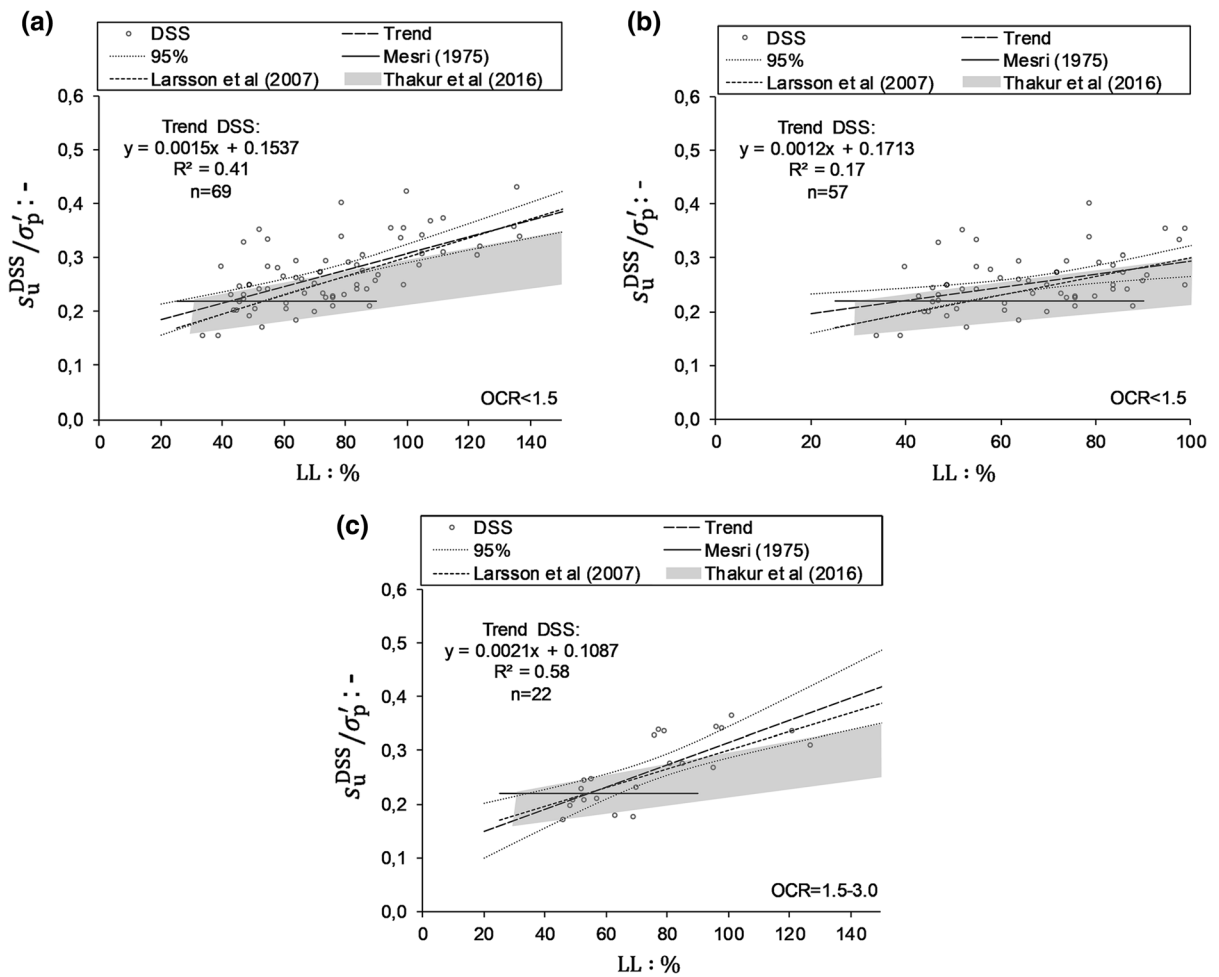 (a)
DSS
Trend
95%
Mesri (1975)
Larsson et al (2007)
Thakur et al (2016)
0,6
0,5
0,4
0,3
0,2
0,1
0,0
s_u^DSS/σ'_p : -
Trend DSS:
y = 0.0015x + 0.1537
R² = 0.41
n=69
OCR<1.5
0 20 40 60 80 100 120 140
LL : %
(b)
DSS
Trend
95%
Mesri (1975)
Larsson et al (2007)
Thakur et al (2016)
0,6
0,5
0,4
0,3
0,2
0,1
0,0
s_u^DSS/σ'_p : -
Trend DSS:
y = 0.0012x + 0.1713
R² = 0.17
n=57
OCR<1.5
0 20 40 60 80 100
LL : %
(c)
DSS
Trend
95%
Mesri (1975)
Larsson et al (2007)
Thakur et al (2016)
0,6
0,5
0,4
0,3
0,2
0,1
0,0
s_u^DSS/σ'_p : -
Trend DSS:
y = 0.0021x + 0.1087
R² = 0.58
n=22
OCR=1.5-3.0
0 20 40 60 80 100 120 140
LL : %